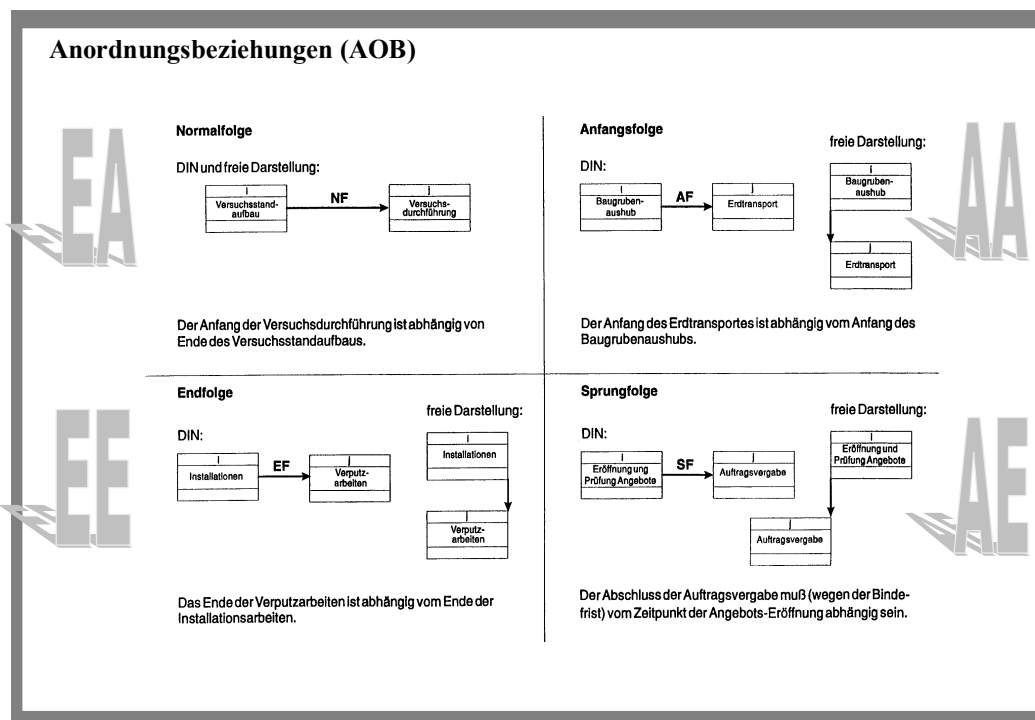 Anordnungsbeziehungen (AOB)
EA
Normalfolge
DIN und freie Darstellung:
i
Versuchsstand-
aufbau
NF
j
Versuchs-
durchführung
Der Anfang der Versuchsdurchführung ist abhängig von
Ende des Versuchsstandaufbaus.
AA
Anfangsfolge
freie Darstellung:
DIN:
i
Baugruben-
aushub
AF
j
Erdtransport
i
Baugruben-
aushub
j
Erdtransport
Der Anfang des Erdtransportes ist abhängig vom Anfang des
Baugrubenaushubs.
EE
Endfolge
freie Darstellung:
DIN:
i
Installationen
EF
j
Verputz-
arbeiten
i
Installationen
j
Verputz-
arbeiten
Das Ende der Verputzarbeiten ist abhängig vom Ende der
Installationsarbeiten.
AE
Sprungfolge
freie Darstellung:
DIN:
i
Eröffnung ung
Prüfung Angebote
SF
j
Auftragsvergabe
i
Eröffnung und
Prüfung Angebote
j
Auftragsvergabe
Der Abschluss der Auftragsvergabe muß (wegen der Binde-
frist) vom Zeitpunkt der Angebots-Eröffnung abhängig sein.